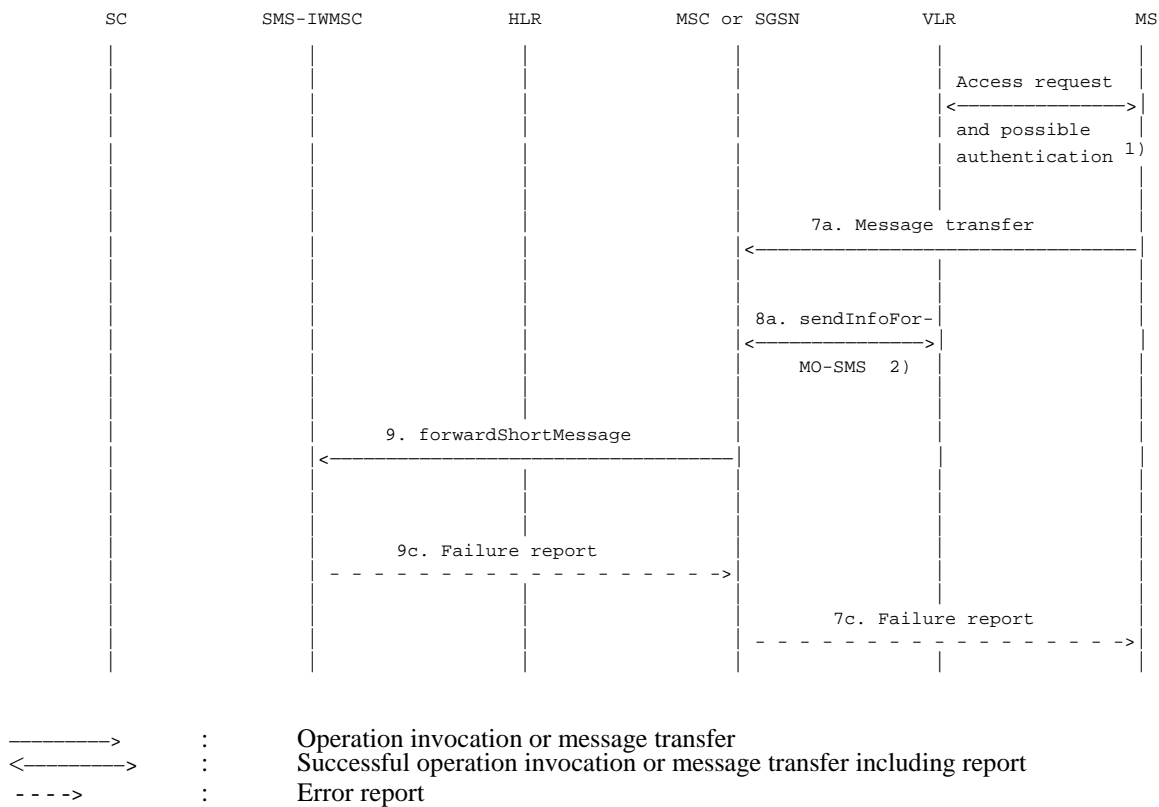 SC SMS-IWMSC HLR MSC or SGSN VLR MS
Access request
and possible
authentication 1)
7a. Message transfer
8a. sendInfoFor-
MO-SMS 2)
9. forwardShortMessage
9c. Failure report
7c. Failure report
: Operation invocation or message transfer
: Successful operation invocation or message transfer including report
: Error report